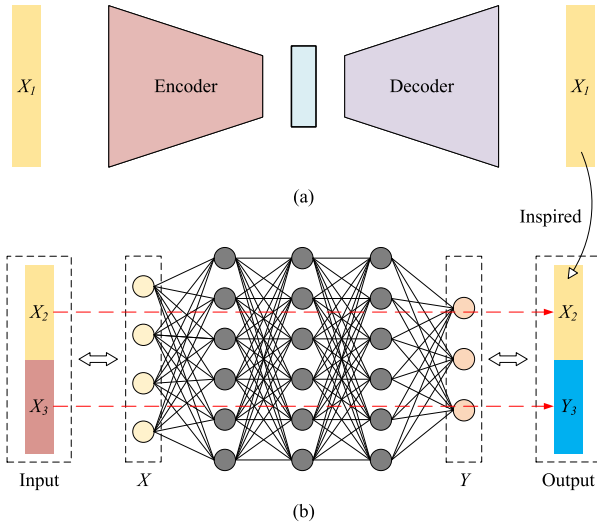 X1 Encoder Decoder X1
(a)
Inspired
X2 X2
X3 Y3
Input X Y Output
(b)